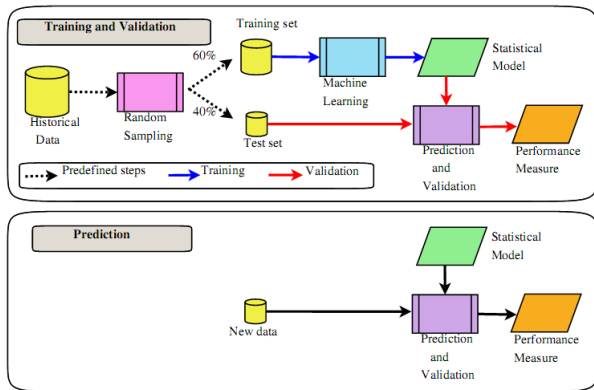 Training and Validation
Training set
60%
40%
Historical
Data
Random
Sampling
Machine
Learning
Statistical
Model
Test set
Prediction
and
Validation
Performance
Measure
Predefined steps
Training
Validation
Prediction
Statistical
Model
New data
Prediction
and
Validation
Performance
Measure